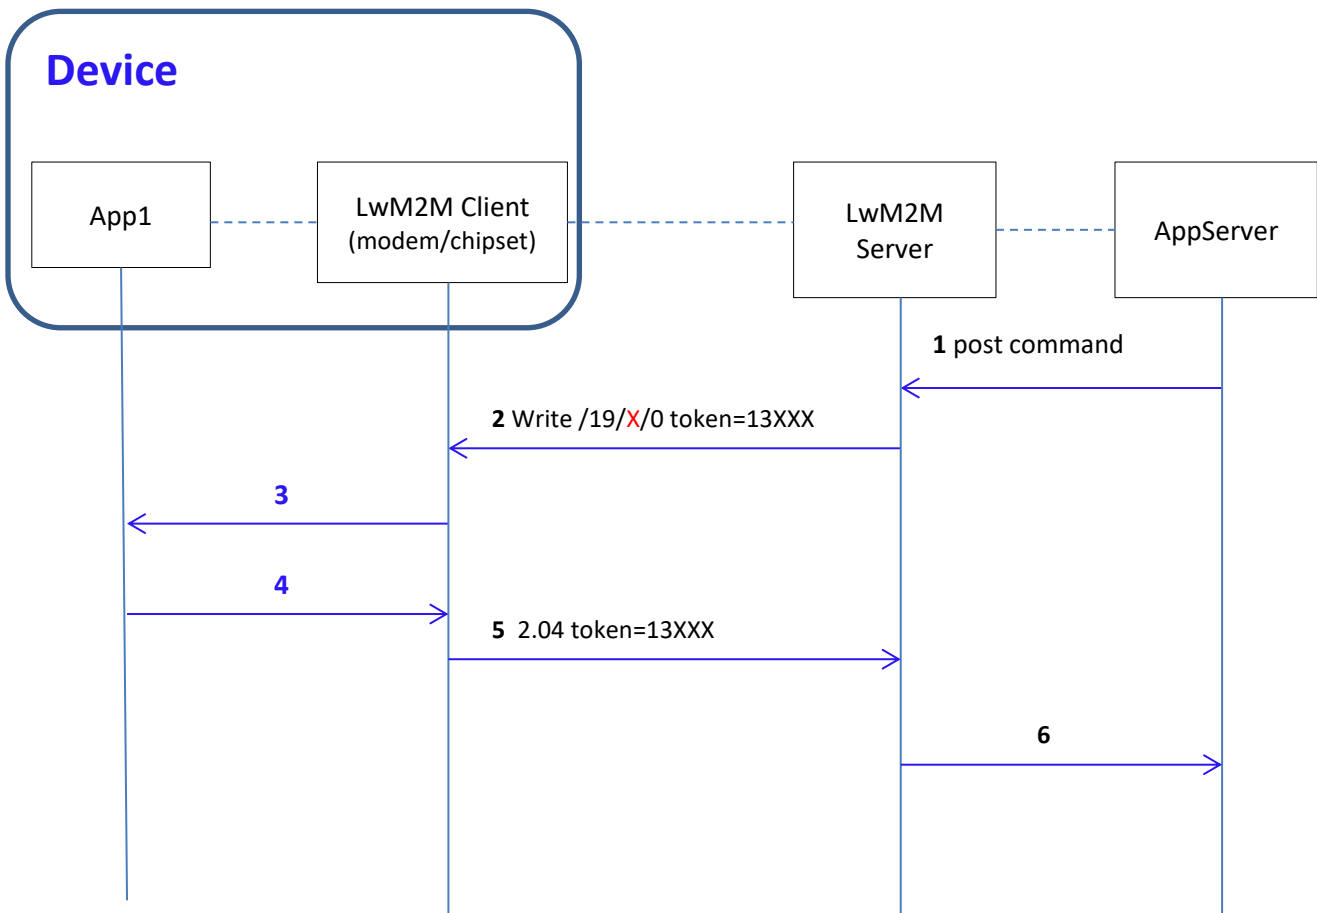 Device
App1
LwM2M Client
(modem/chipset)
LwM2M
Server
AppServer
1 post command
2 Write /19/X/0 token=13XXX
3
4
5 2.04 token=13XXX
6